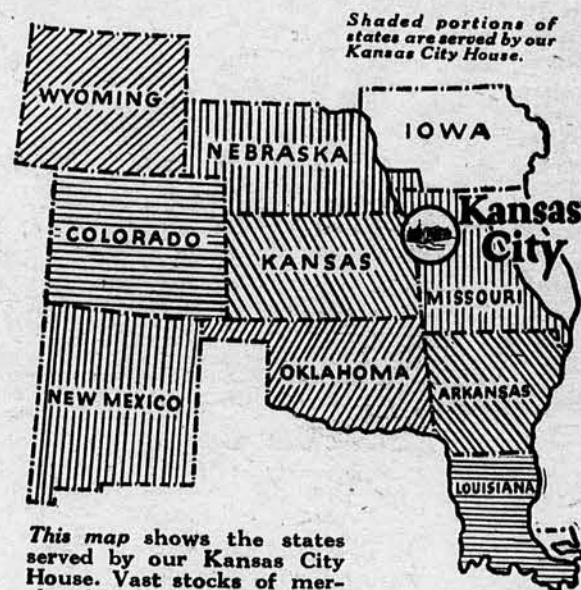 Shaded portions of
states are served by our
Kansas City House.
WYOMING
IOWA
NEBRASKA
Kansas
City
COLORADO
KANSAS
MISSOURI
OKLAHOMA
NEW MEXICO
ARKANSAS
LOUISIANA
This map shows the states
served by our Kansas City
House. Vast stocks of mer-